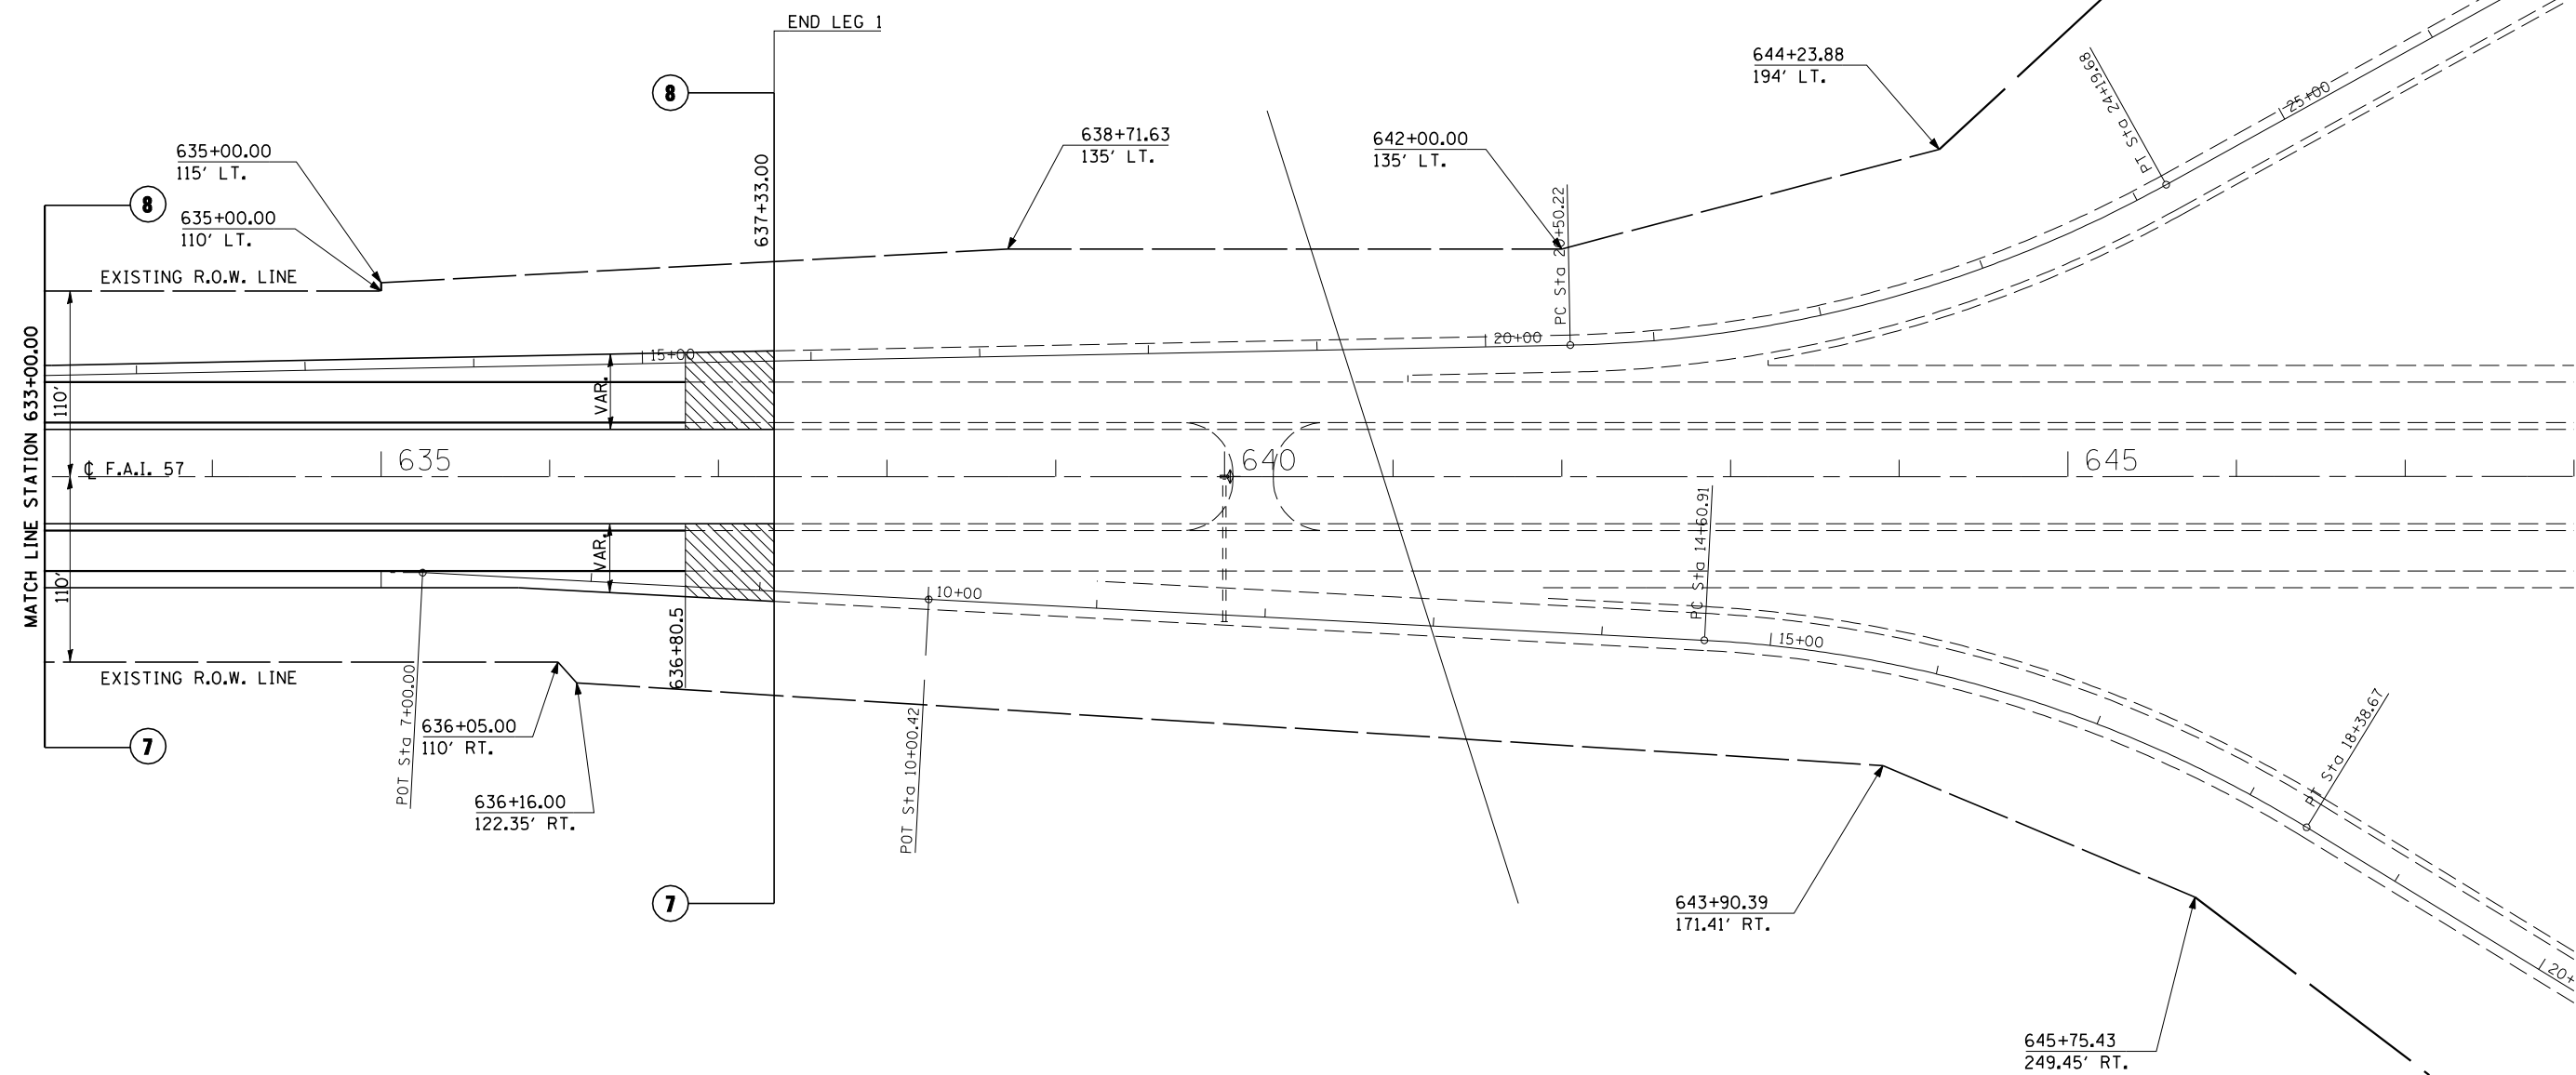 END LEG 1
8
644+23.88
194' LT.
PT Sta 24+19.68
25+00
638+71.63
135' LT.
642+00.00
135' LT.
635+00.00
115' LT.
637+33.00
8
635+00.00
110' LT.
PC Sta 20+50.22
EXISTING R.O.W. LINE
MATCH LINE STATION 633+00.00
110'
VAR.
15+00
20+00
℄ F.A.I. 57
635
640
645
110'
VAR.
10+00
PC Sta 14+60.91
15+00
636+80.5
EXISTING R.O.W. LINE
POT Sta 7+00.00
636+05.00
110' RT.
POT Sta 10+00.42
PT Sta 18+38.67
7
636+16.00
122.35' RT.
7
643+90.39
171.41' RT.
20+
645+75.43
249.45' RT.